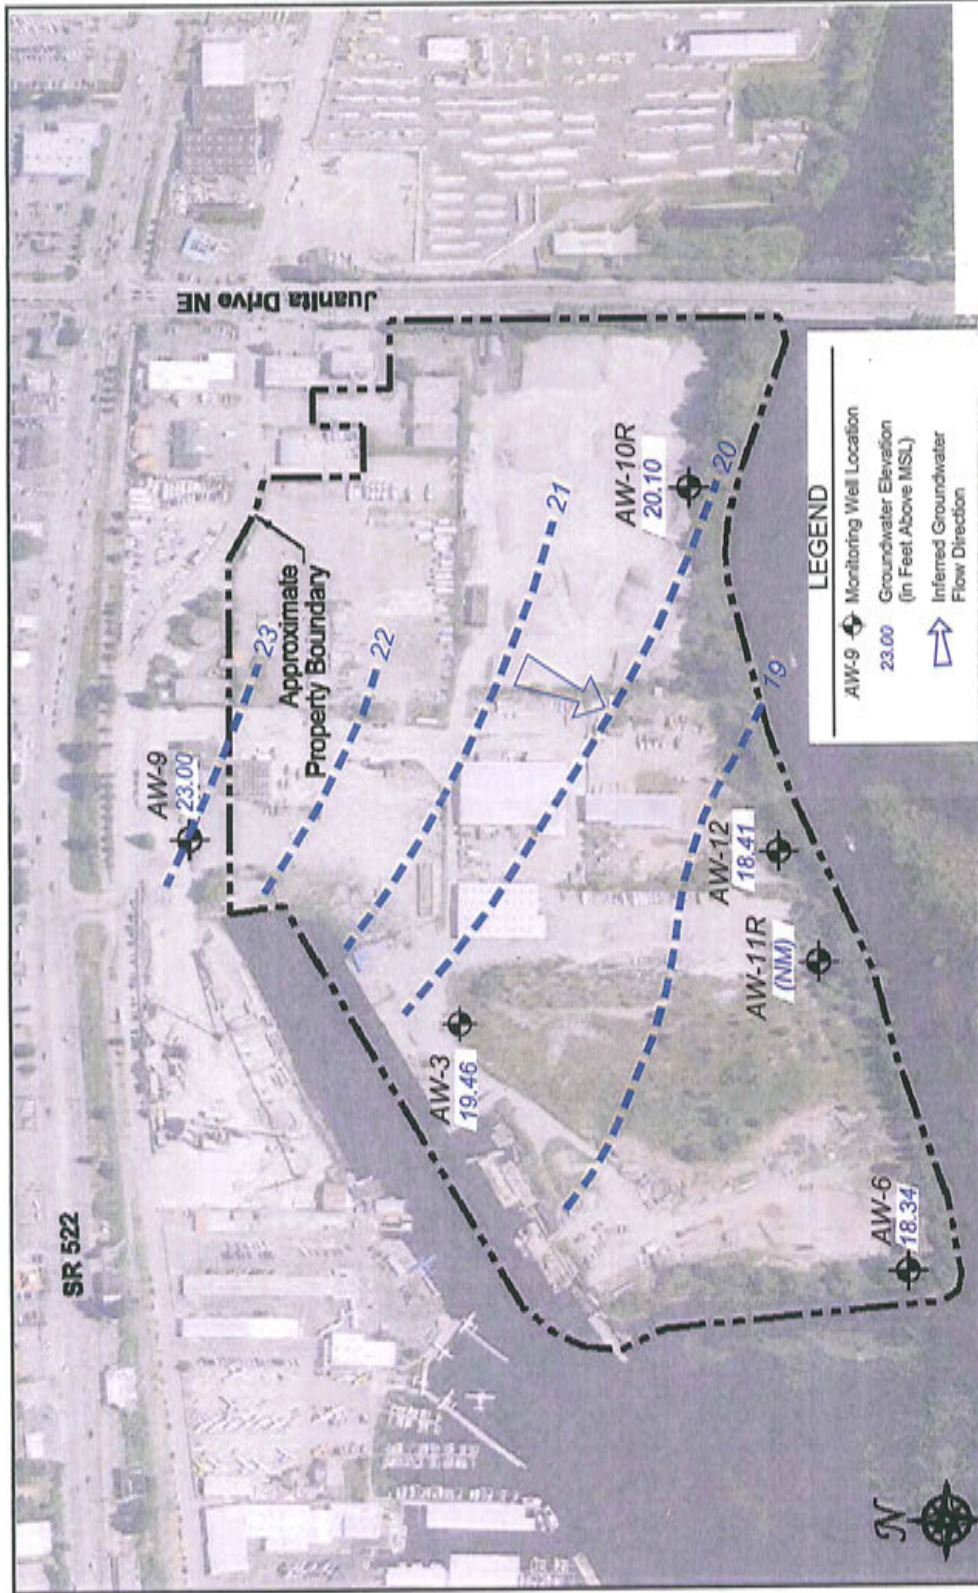 SR 522
Juanita Drive NE
AW-9
23.00
23
Approximate
Property Boundary
22
21
AW-10R
20.10
20
AW-3
19.46
19
AW-12
18.41
AW-11R
(NM)
AW-6
18.34
N
LEGEND
AW-9 Monitoring Well Location
23.00 Groundwater Elevation
(in Feet Above MSL)
Inferred Groundwater
Flow Direction